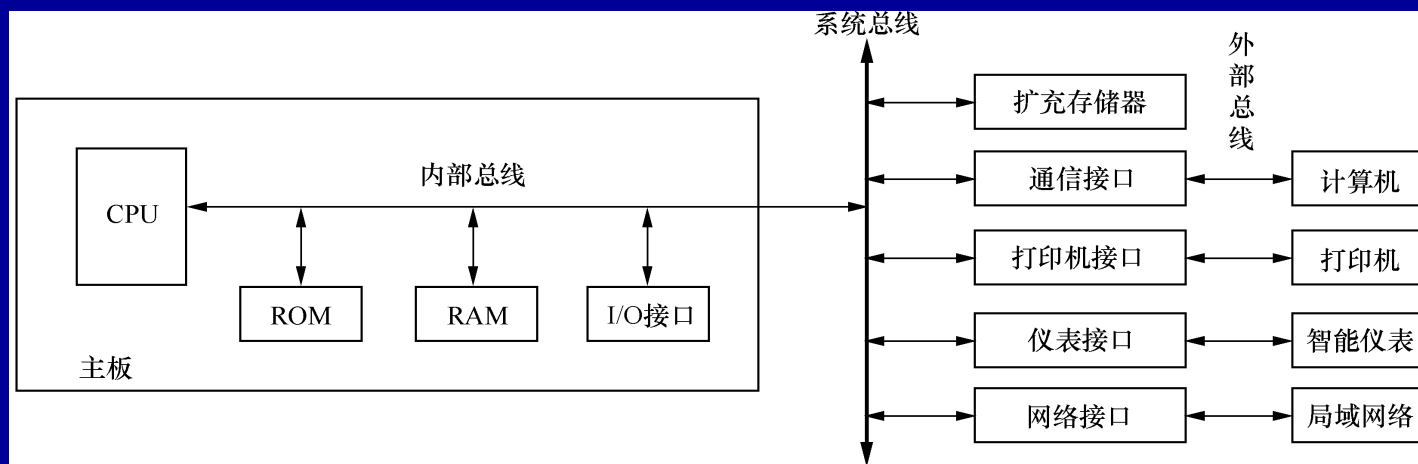 系统总线
外部总线
扩充存储器
通信接口
计算机
内部总线
CPU
打印机接口
打印机
ROM
RAM
I/O接口
仪表接口
智能仪表
主板
网络接口
局域网络